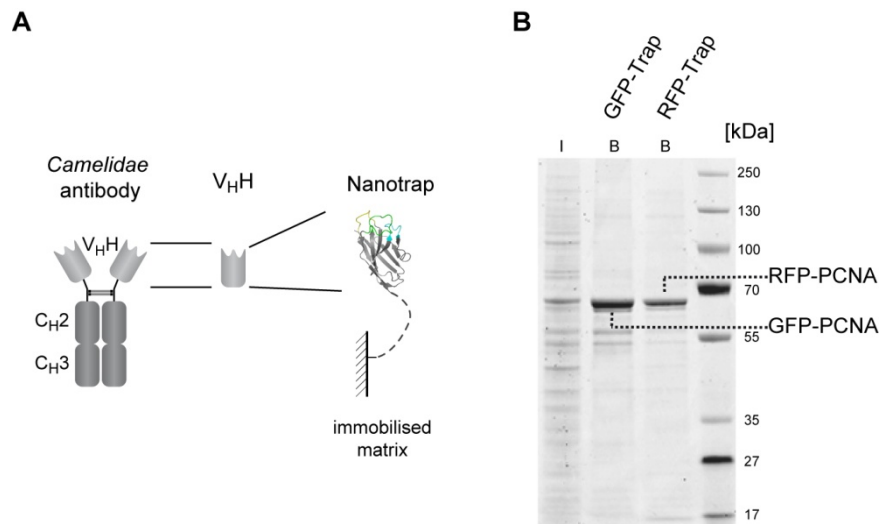 A
Camelidae
antibody
VHH
VHH
CH2
CH3
Nanotrap
immobilised
matrix
B
GFP-Trap
RFP-Trap
[kDa]
I B B
250
130
100
70
55
35
27
17
RFP-PCNA
GFP-PCNA